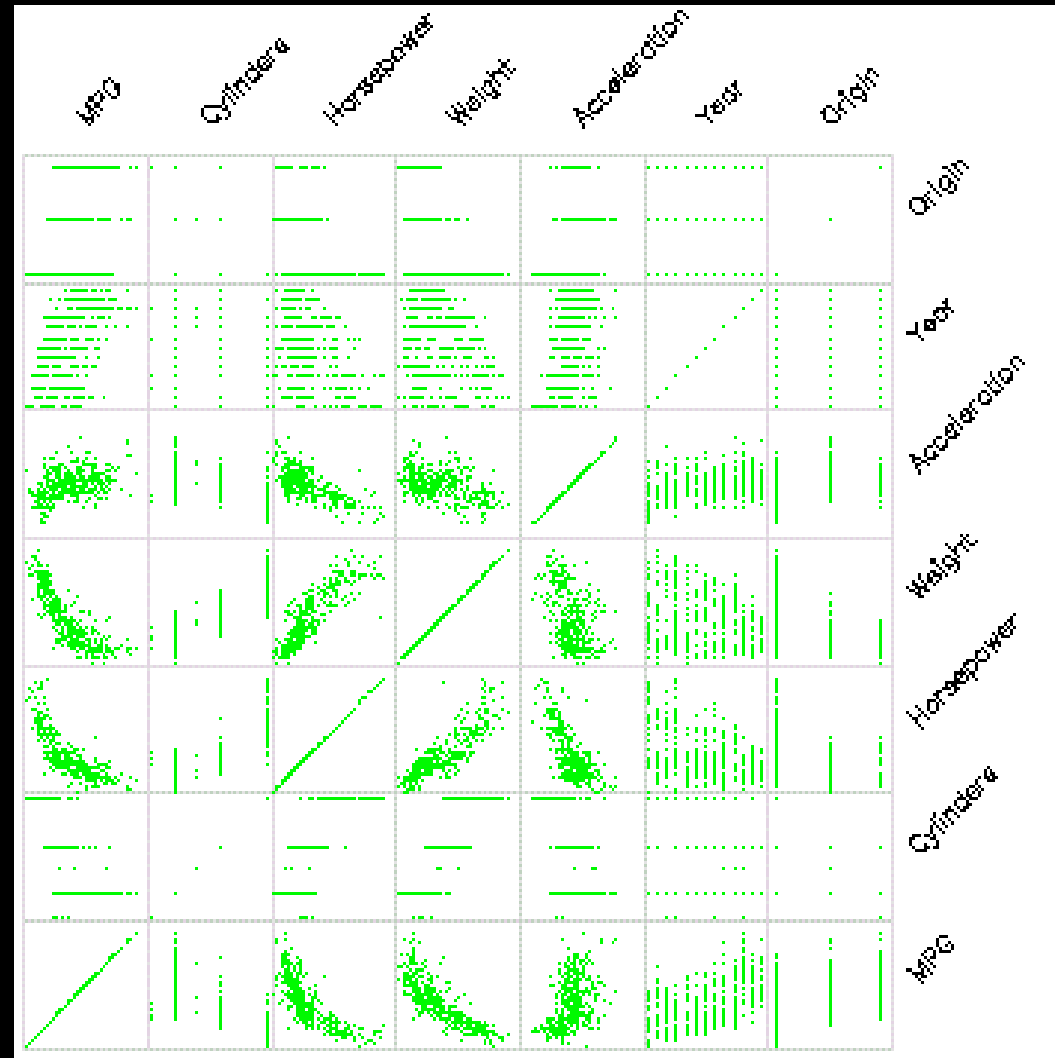 MPG
Cylinders
Horsepower
Weight
Acceleration
Year
Origin
Origin
Year
Acceleration
Weight
Horsepower
Cylinders
MPG